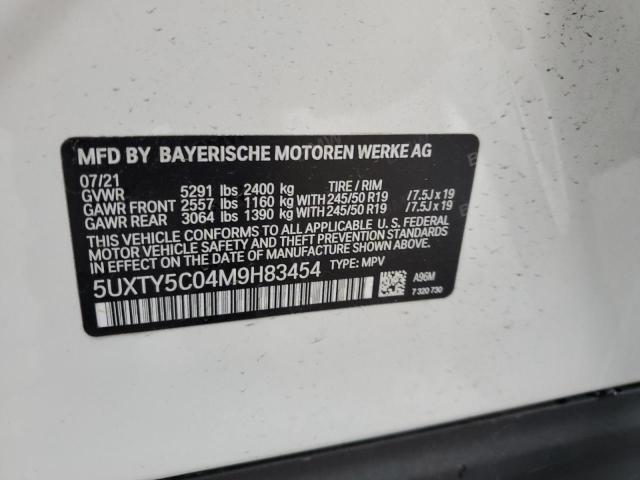 MFD BY BAYERISCHE MOTOREN WERKE AG
07/21
GVWR 5291 lbs 2400 kg TIRE / RIM
GAWR FRONT 2557 lbs 1160 kg WITH 245/50 R19 /7.5J x 19
GAWR REAR 3064 lbs 1390 kg WITH 245/50 R19 /7.5J x 19
THIS VEHICLE CONFORMS TO ALL APPLICABLE U. S. FEDERAL
MOTOR VEHICLE SAFETY, BUMPER, AND THEFT PREVENTION
STANDARDS IN EFFECT ON THE DATE OF MANUFACTURE
SHOWN ABOVE.
5UXTY5C04M9H83454 TYPE: MPV
A96M
7 320 730